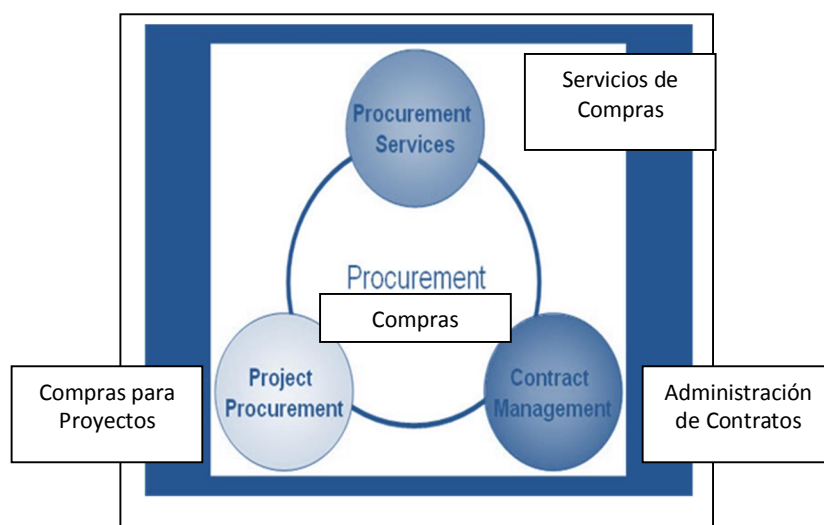 Servicios de
Compras
Procurement
Services
Procurement
Compras
Compras para
Proyectos
Project
Procurement
Contract
Management
Administración
de Contratos